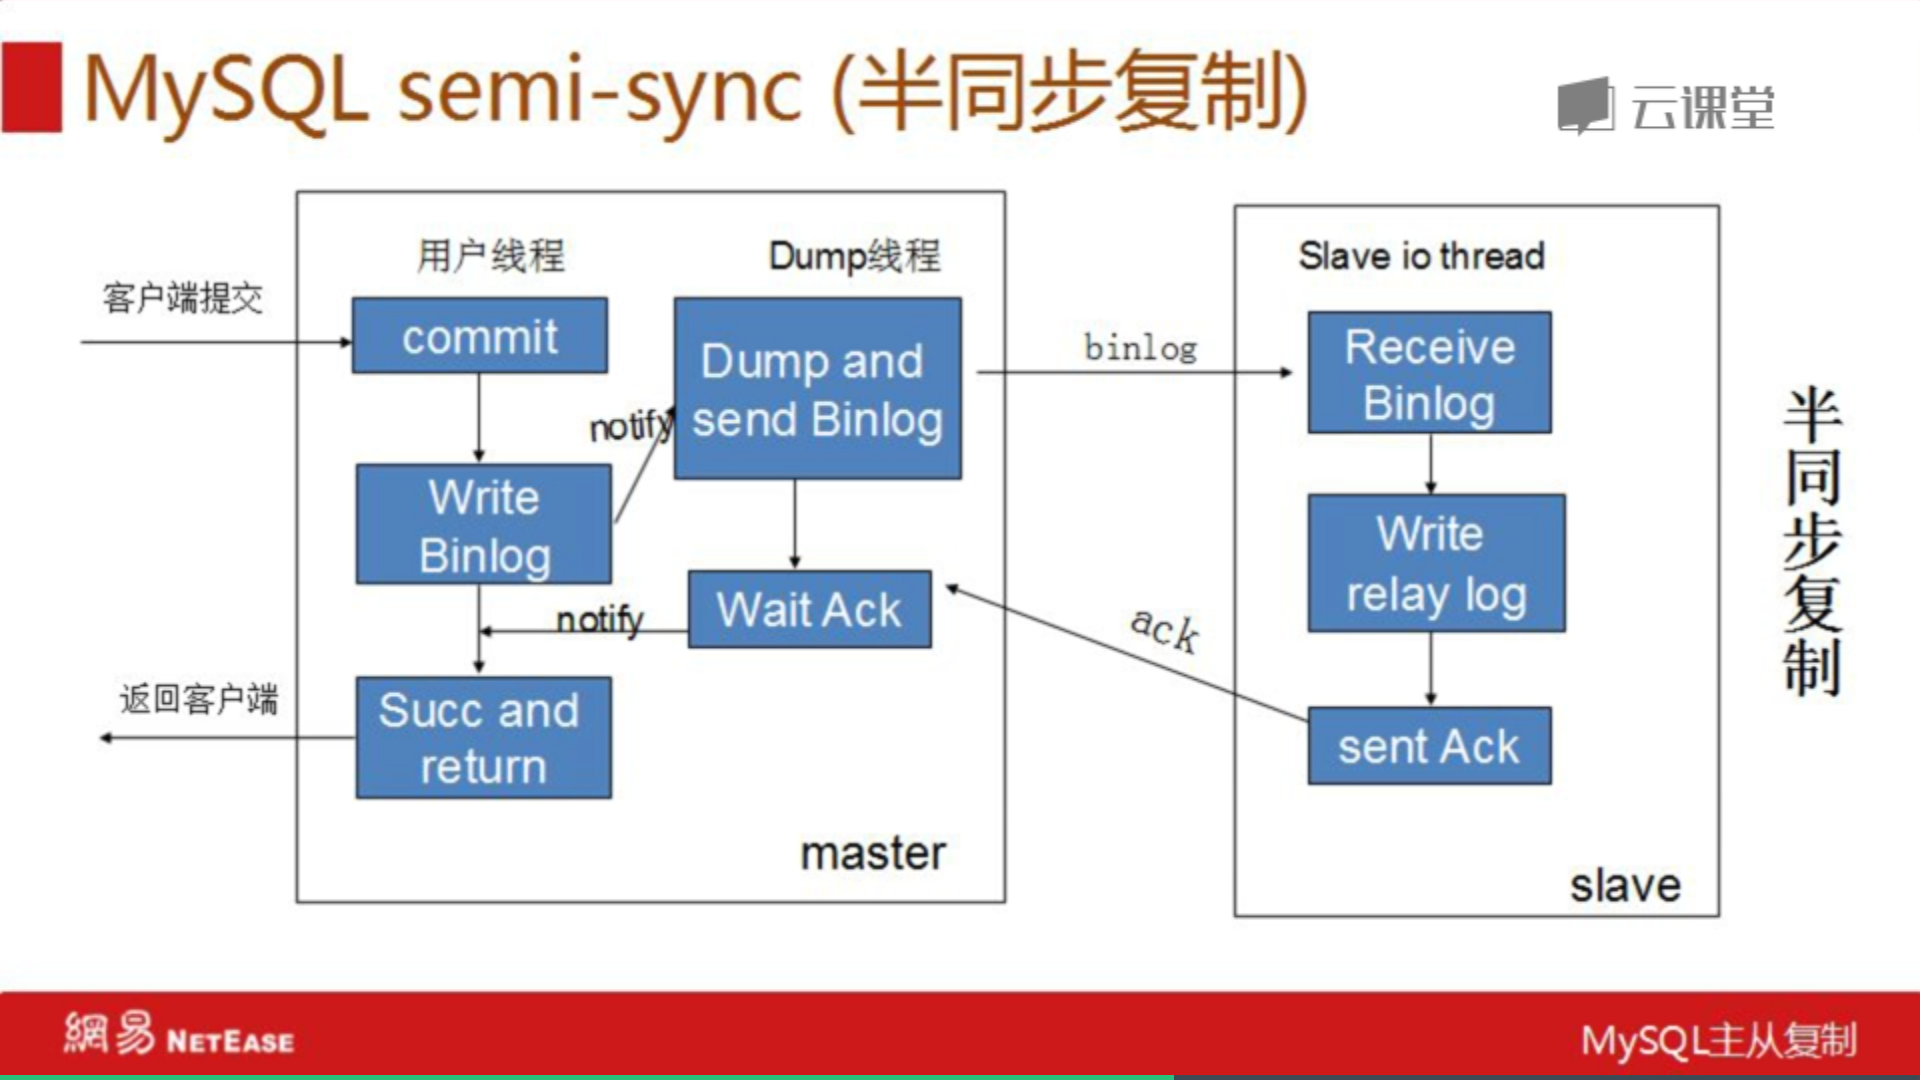 MySQL semi-sync (半同步复制)
云课堂
用户线程
Dump线程
Slave io thread
客户端提交
commit
Dump and
send Binlog
binlog
Receive
Binlog
notify
Write
Binlog
Wait Ack
notify
ack
Write
relay log
返回客户端
Succ and
return
sent Ack
master
slave
半同步复制
網易 NETEASE
MySQL主从复制